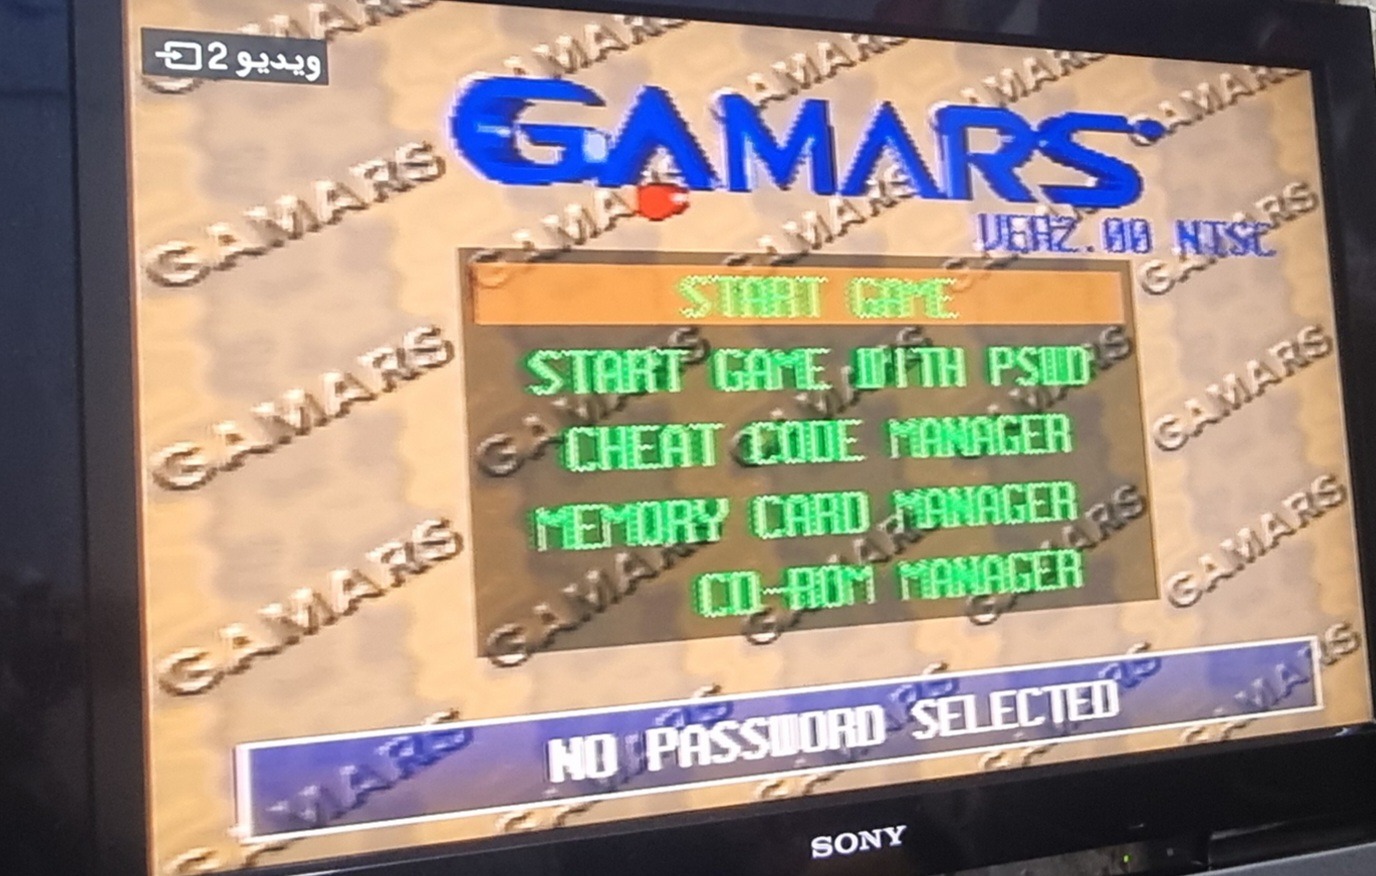 ويديو 2
GAMARS
VER2.00 NTSC
START GAME
START GAME WITH PSWD
CHEAT CODE MANAGER
MEMORY CARD MANAGER
CD-ROM MANAGER
NO PASSWORD SELECTED
SONY